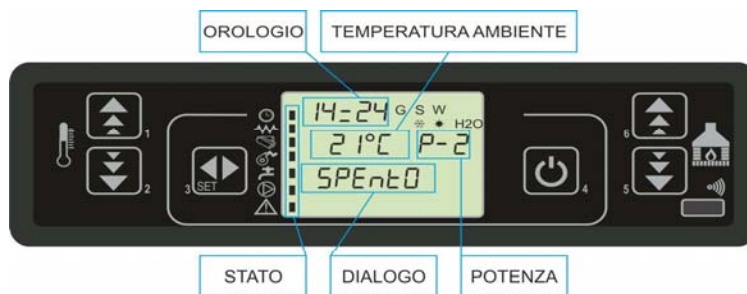 OROLOGIO
TEMPERATURA AMBIENTE
14=24 G S W
H2O
21°C P-2
SPEntO
1
2
3 SET
4
6
5
STATO
DIALOGO
POTENZA